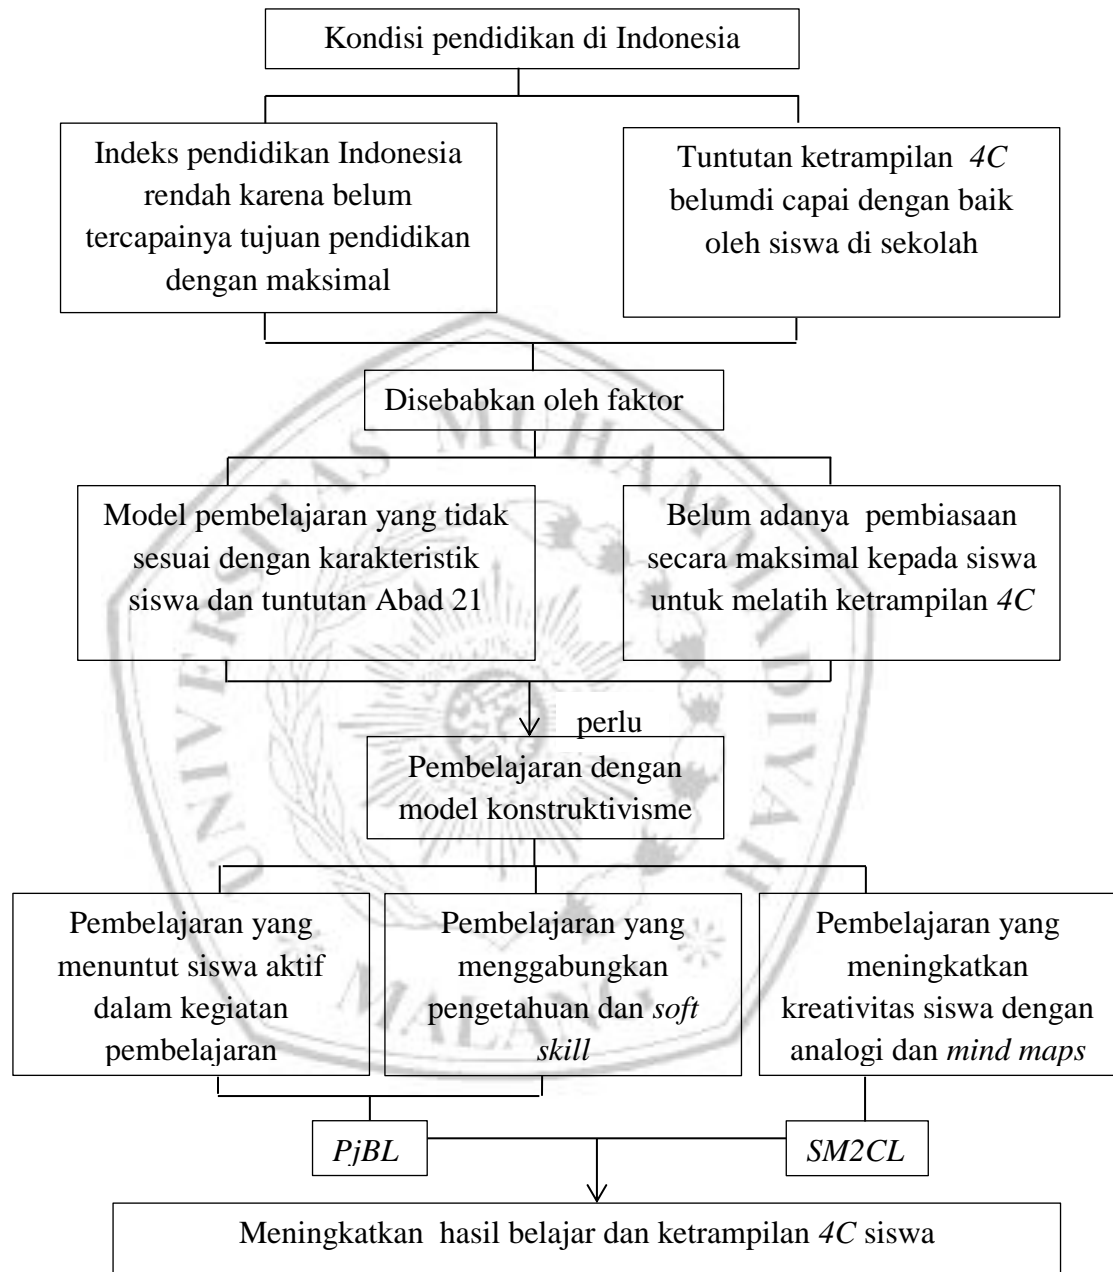 Kondisi pendidikan di Indonesia
Indeks pendidikan Indonesia
rendah karena belum
tercapainya tujuan pendidikan
dengan maksimal
Tuntutan ketrampilan 4C
belumdi capai dengan baik
oleh siswa di sekolah
Disebabkan oleh faktor
Model pembelajaran yang tidak
sesuai dengan karakteristik
siswa dan tuntutan Abad 21
Belum adanya pembiasaan
secara maksimal kepada siswa
untuk melatih ketrampilan 4C
perlu
Pembelajaran dengan
model konstruktivisme
Pembelajaran yang
menuntut siswa aktif
dalam kegiatan
pembelajaran
Pembelajaran yang
menggabungkan
pengetahuan dan soft
skill
Pembelajaran yang
meningkatkan
kreativitas siswa dengan
analogi dan mind maps
PjBL
SM2CL
Meningkatkan hasil belajar dan ketrampilan 4C siswa
UNIVERSITAS MUHAMMADIYAH
MALANG